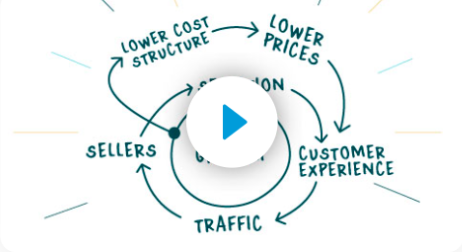 LOWER COST
STRUCTURE
LOWER
PRICES
SELLERS
CUSTOMER
EXPERIENCE
TRAFFIC